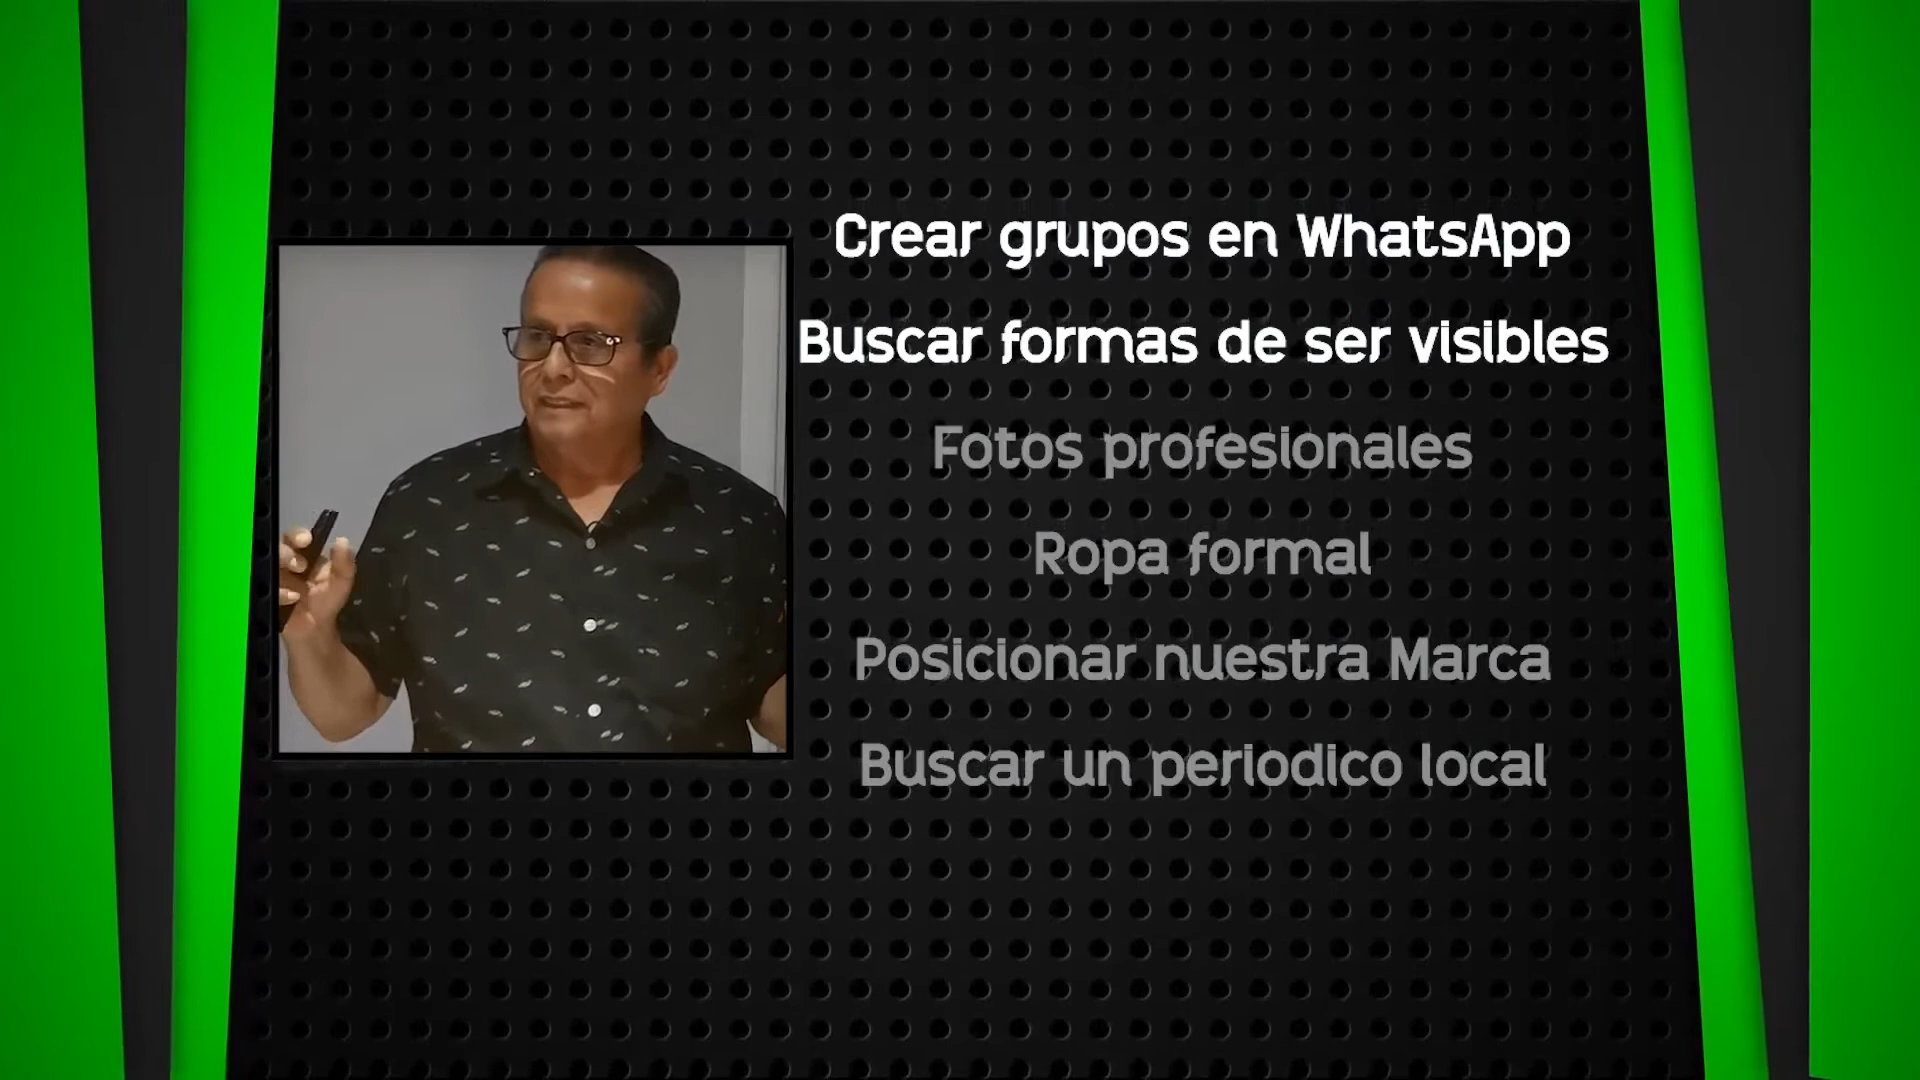 Crear grupos en WhatsApp
Buscar formas de ser visibles
Fotos profesionales
Ropa formal
Posicionar nuestra Marca
Buscar un periodico local